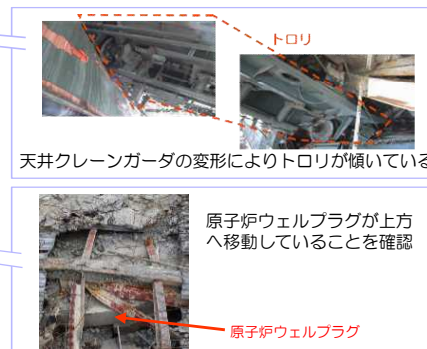 トロリ
天井クレーンガーダの変形によりトロリが傾いている
原子炉ウェルプラグが上方
へ移動していることを確認
原子炉ウェルプラグ